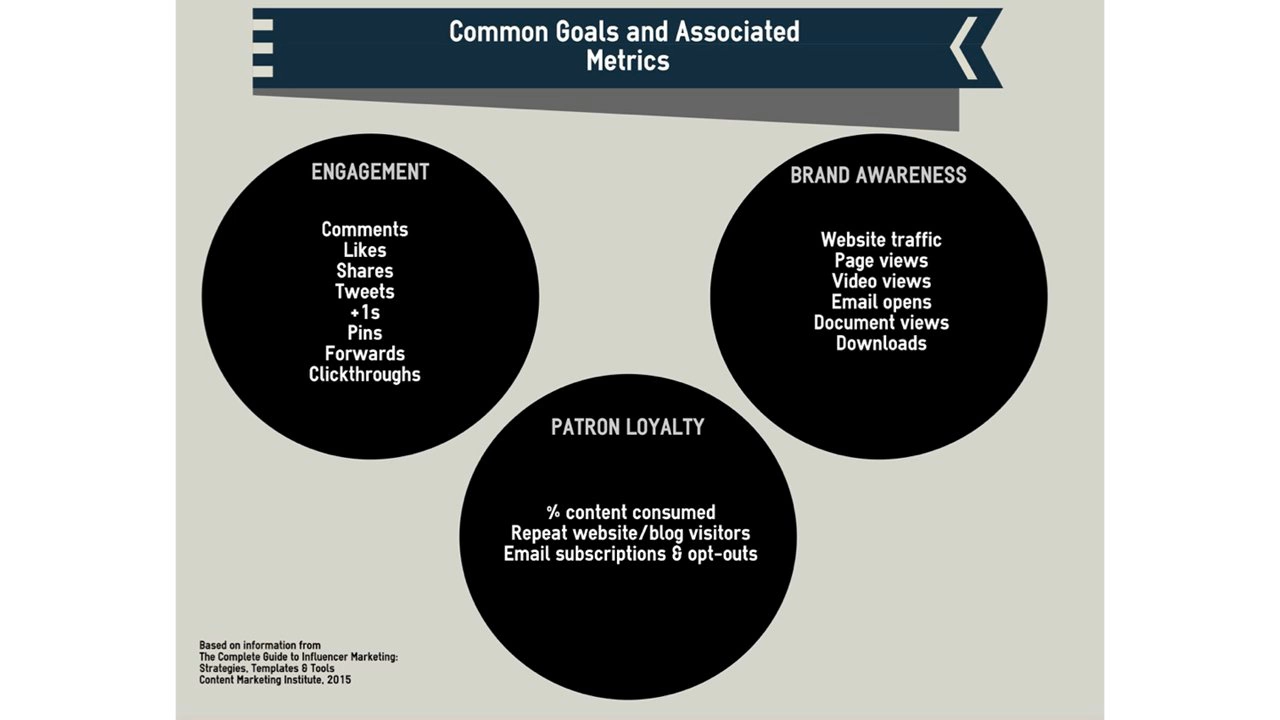 Common Goals and Associated
Metrics
ENGAGEMENT
Comments
Likes
Shares
Tweets
+1s
Pins
Forwards
Clickthroughs
BRAND AWARENESS
Website traffic
Page views
Video views
Email opens
Document views
Downloads
PATRON LOYALTY
% content consumed
Repeat website/blog visitors
Email subscriptions & opt-outs
Based on information from
The Complete Guide to Influencer Marketing:
Strategies, Templates & Tools
Content Marketing Institute, 2015